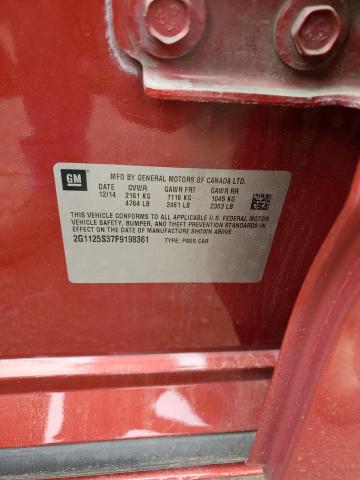 GM
MFD BY GENERAL MOTORS OF CANADA LTD.
DATE GVWR GAWR FRT GAWR RR
12/14 2161 KG 1116 KG 1045 KG
4764 LB 2461 LB 2303 LB
THIS VEHICLE CONFORMS TO ALL APPLICABLE U.S. FEDERAL MOTOR
VEHICLE SAFETY, BUMPER, AND THEFT PREVENTION STANDARDS
IN EFFECT ON THE DATE OF MANUFACTURE SHOWN ABOVE.
2G1125S37F9198361 TYPE: PASS CAR